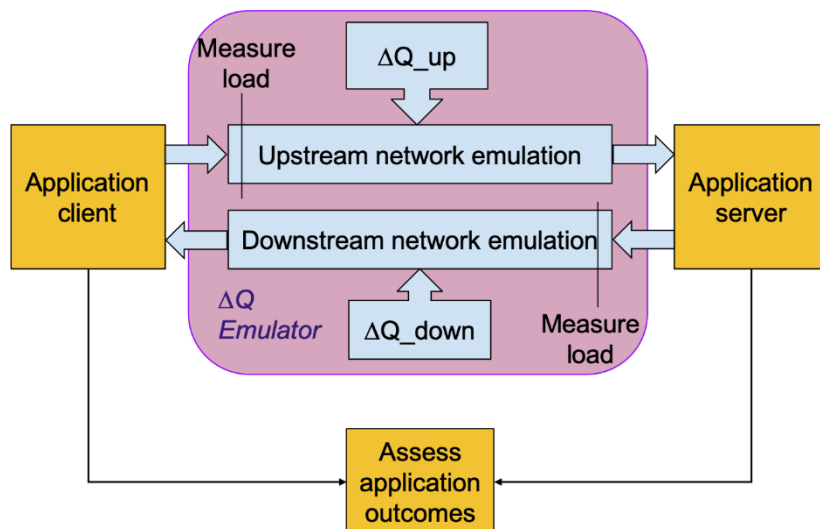 Measure
load
ΔQ_up
Application
client
Upstream network emulation
Application
server
Downstream network emulation
ΔQ
Emulator
ΔQ_down
Measure
load
Assess
application
outcomes